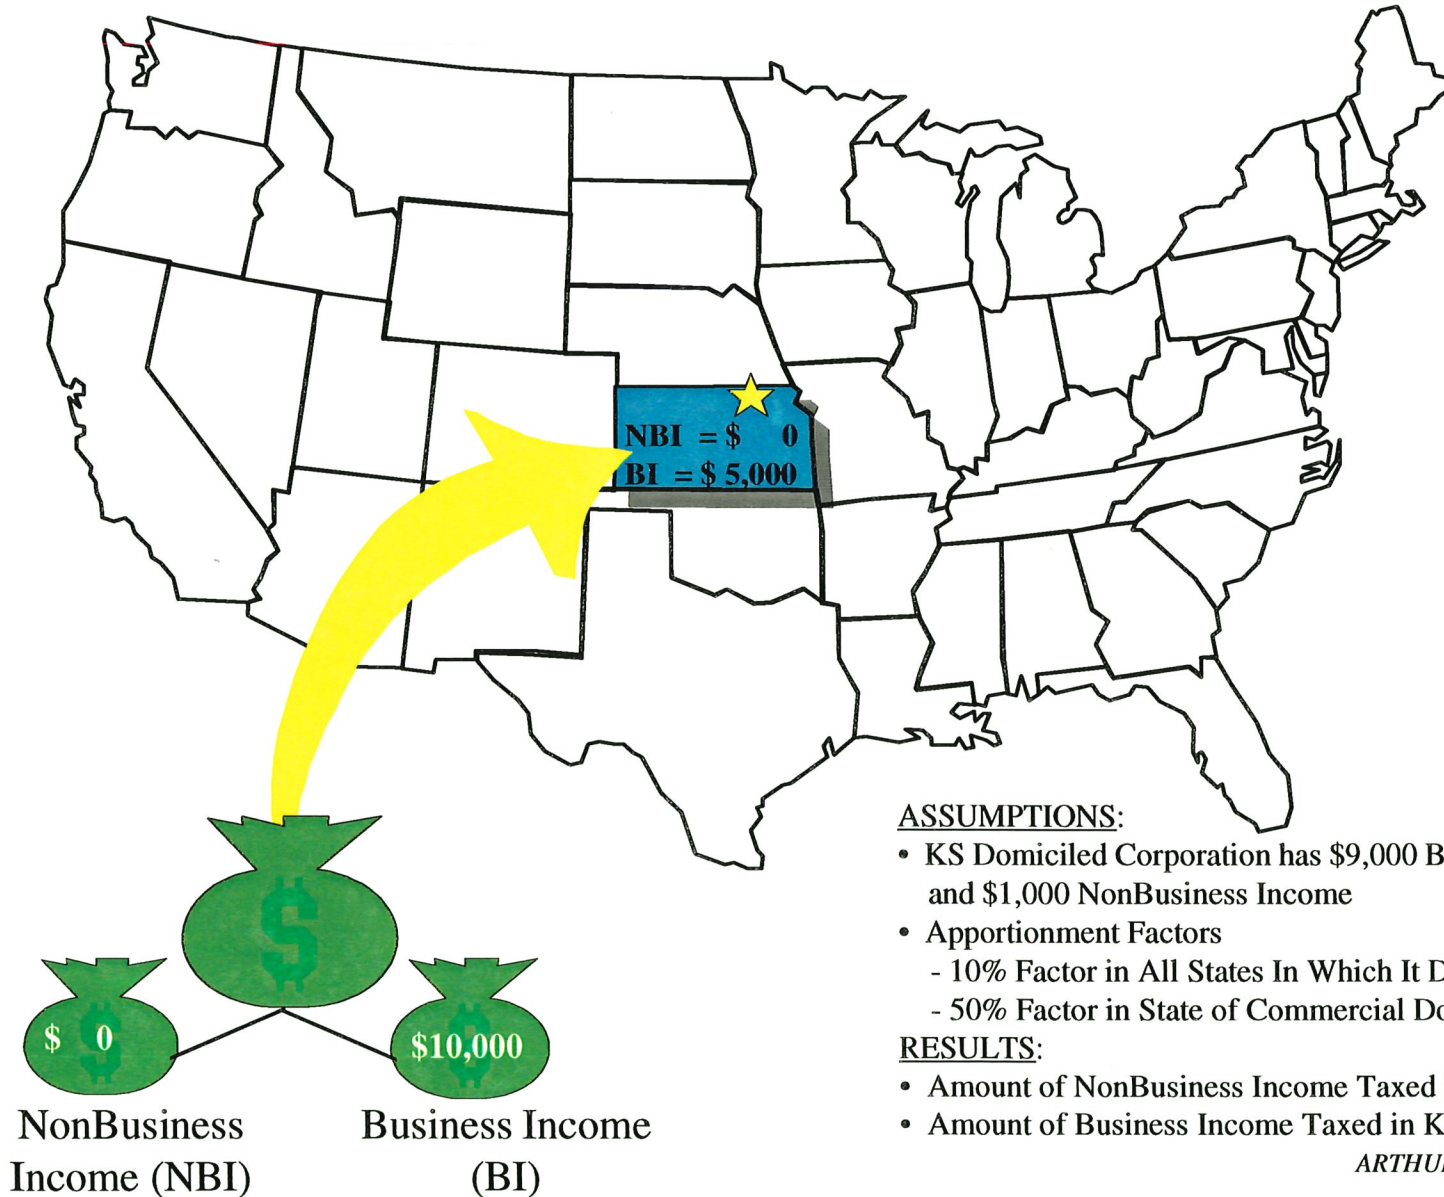 NBI = $ 0
BI = $ 5,000
$
$ 0
$10,000
NonBusiness
Income (NBI)
Business Income
(BI)
ASSUMPTIONS:
• KS Domiciled Corporation has $9,000 B
and $1,000 NonBusiness Income
• Apportionment Factors
- 10% Factor in All States In Which It D
- 50% Factor in State of Commercial Do
RESULTS:
• Amount of NonBusiness Income Taxed
• Amount of Business Income Taxed in K
ARTHUR